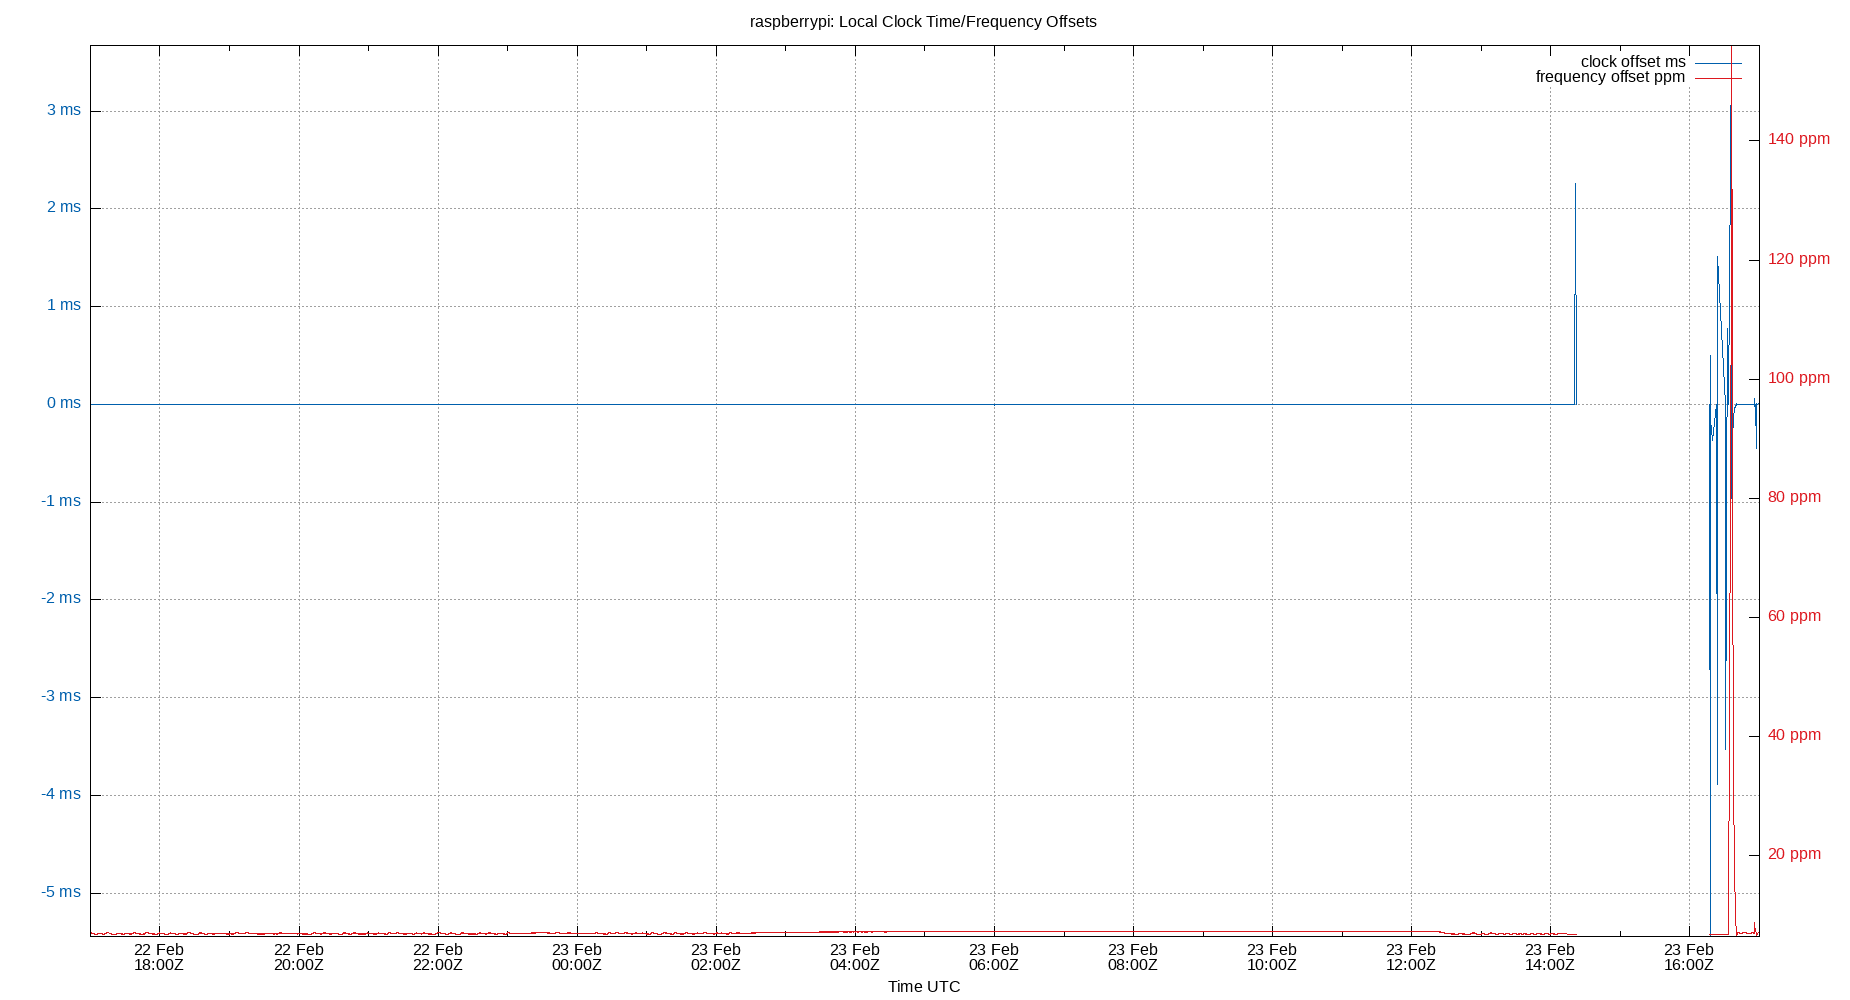 raspberrypi: Local Clock Time/Frequency Offsets
clock offset ms
frequency offset ppm
3 ms
2 ms
1 ms
0 ms
-1 ms
-2 ms
-3 ms
-4 ms
-5 ms
140 ppm
120 ppm
100 ppm
80 ppm
60 ppm
40 ppm
20 ppm
22 Feb 22 Feb 22 Feb 23 Feb 23 Feb 23 Feb 23 Feb 23 Feb 23 Feb 23 Feb 23 Feb 23 Feb
18:00Z 20:00Z 22:00Z 00:00Z 02:00Z 04:00Z 06:00Z 08:00Z 10:00Z 12:00Z 14:00Z 16:00Z
Time UTC